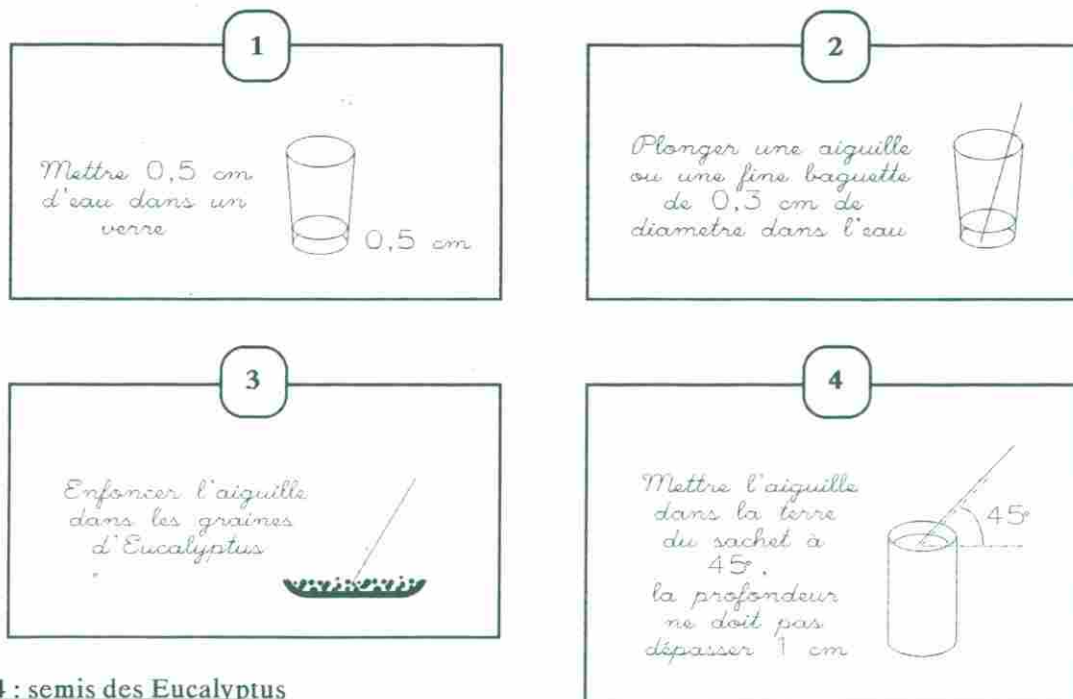 1
Mettre 0,5 cm
d'eau dans un
verre
0,5 cm
2
Plonger une aiguille
ou une fine baguette
de 0,3 cm de
diametre dans l'eau
3
Enfoncer l'aiguille
dans les graines
d'Eucalyptus
4
Mettre l'aiguille
dans la terre
du sachet à
45°.
la profondeur
ne doit pas
dépasser 1 cm
45°
4 : semis des Eucalyptus